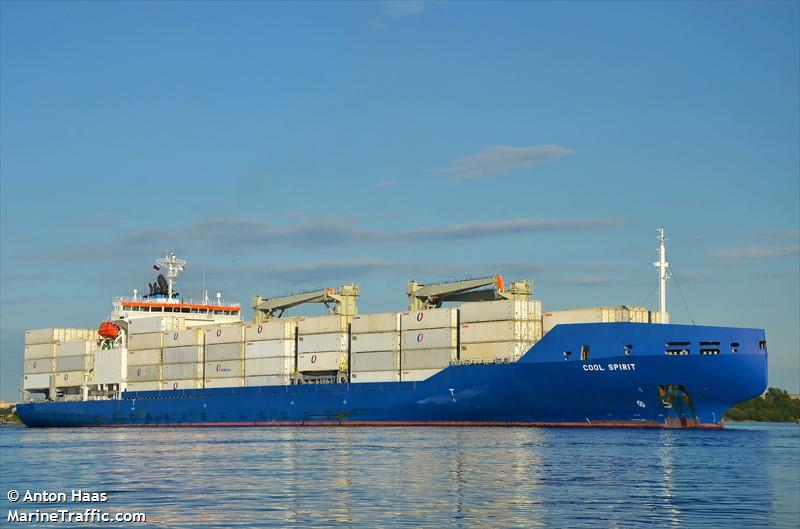 COOL SPIRIT
© Anton Haas
MarineTraffic.com